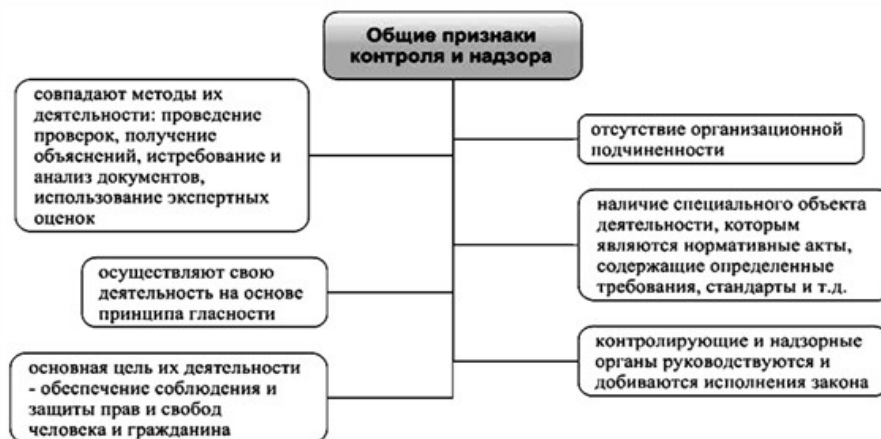 Общие признаки
контроля и надзора
совпадают методы их
деятельности: проведение
проверок, получение
объяснений, истребование и
анализ документов,
использование экспертных
оценок
осуществляют свою
деятельность на основе
принципа гласности
основная цель их деятельности
- обеспечение соблюдения и
защиты прав и свобод
человека и гражданина
отсутствие организационной
подчиненности
наличие специального объекта
деятельности, которым
являются нормативные акты,
содержащие определенные
требования, стандарты и т.д.
контролирующие и надзорные
органы руководствуются и
добиваются исполнения закона